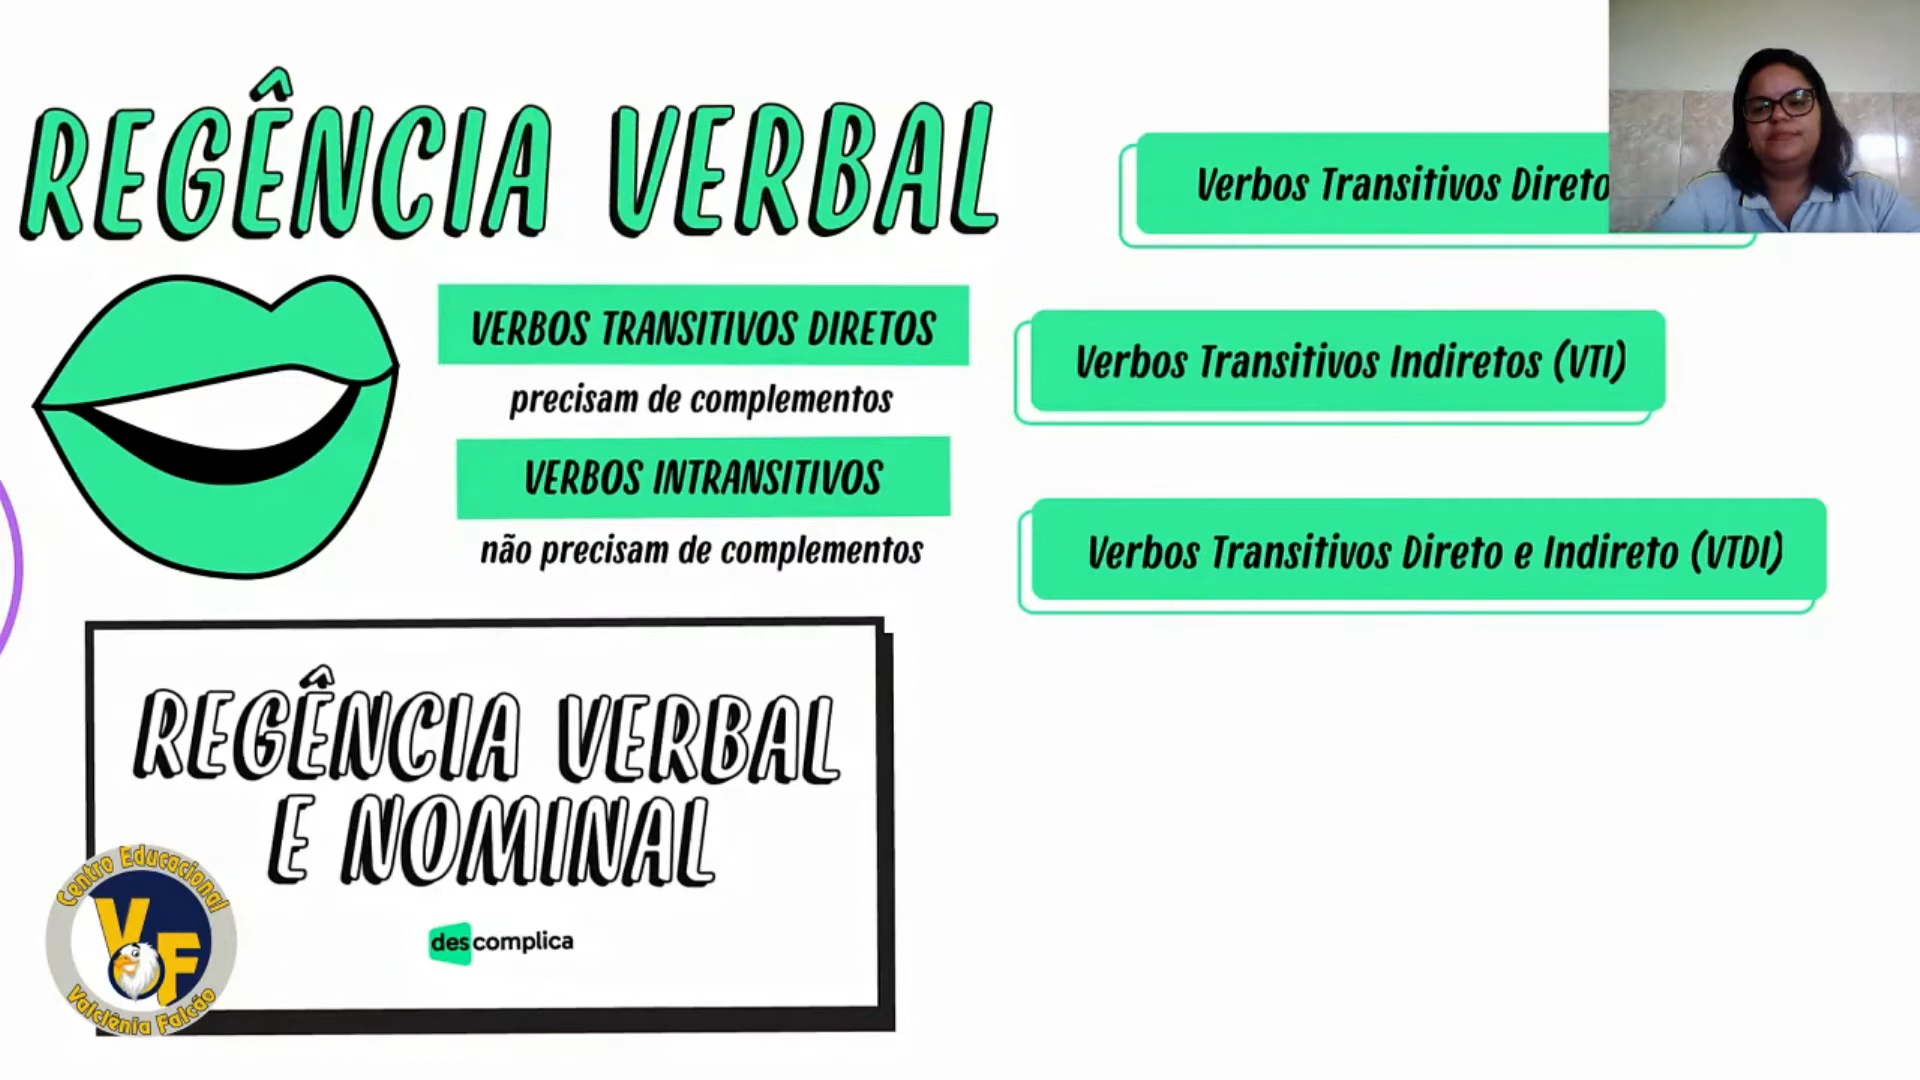 REGÊNCIA VERBAL
VERBOS TRANSITIVOS DIRETOS
precisam de complementos
VERBOS INTRANSITIVOS
não precisam de complementos
REGÊNCIA VERBAL
E NOMINAL
descomplica
Centro Educacional
VF
Valclênia Falcão
Verbos Transitivos Direto
Verbos Transitivos Indiretos (VTI)
Verbos Transitivos Direto e Indireto (VTDI)